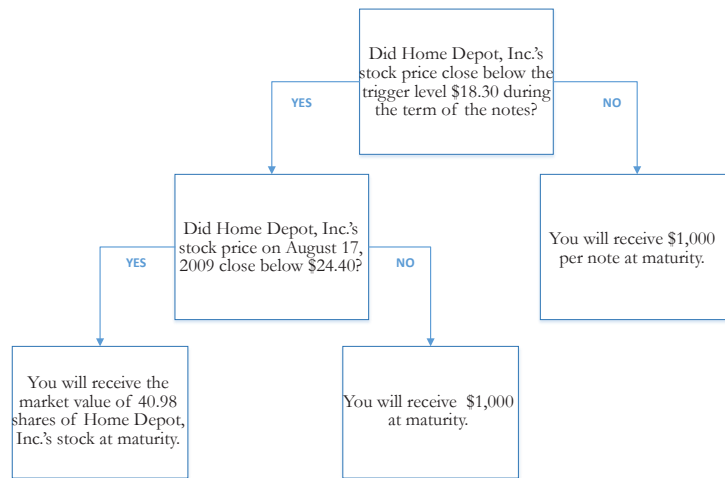 Did Home Depot, Inc.'s
stock price close below the
trigger level $18.30 during
the term of the notes?
YES
NO
Did Home Depot, Inc.'s
stock price on August 17,
2009 close below $24.40?
You will receive $1,000
per note at maturity.
YES
NO
You will receive the
market value of 40.98
shares of Home Depot,
Inc.'s stock at maturity.
You will receive $1,000
at maturity.